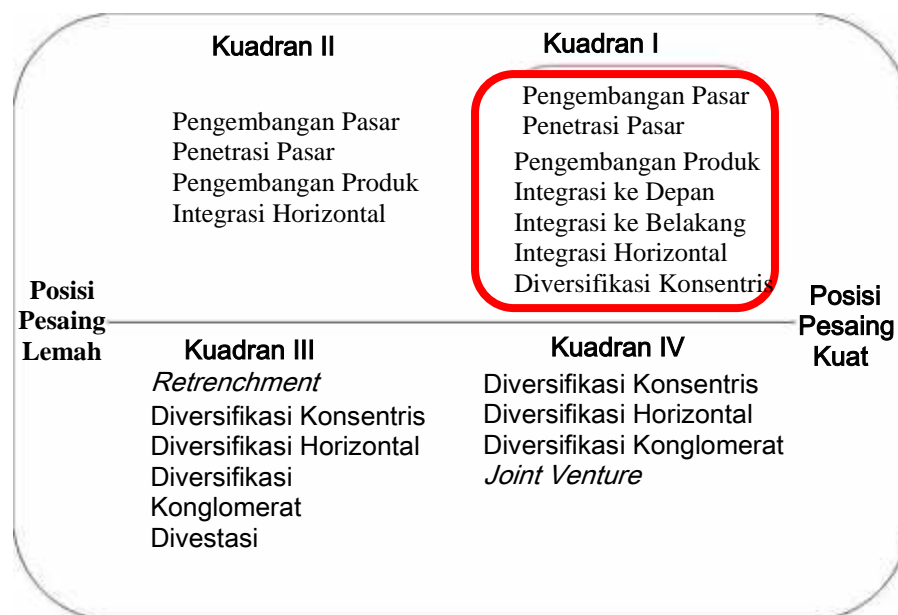 Kuadran II
Pengembangan Pasar
Penetrasi Pasar
Pengembangan Produk
Integrasi Horizontal
Kuadran I
Pengembangan Pasar
Penetrasi Pasar
Pengembangan Produk
Integrasi ke Depan
Integrasi ke Belakang
Integrasi Horizontal
Diversifikasi Konsentris
Posisi
Pesaing
Lemah
Posisi
Pesaing
Kuat
Kuadran III
Retrenchment
Diversifikasi Konsentris
Diversifikasi Horizontal
Diversifikasi
Konglomerat
Divestasi
Kuadran IV
Diversifikasi Konsentris
Diversifikasi Horizontal
Diversifikasi Konglomerat
Joint Venture